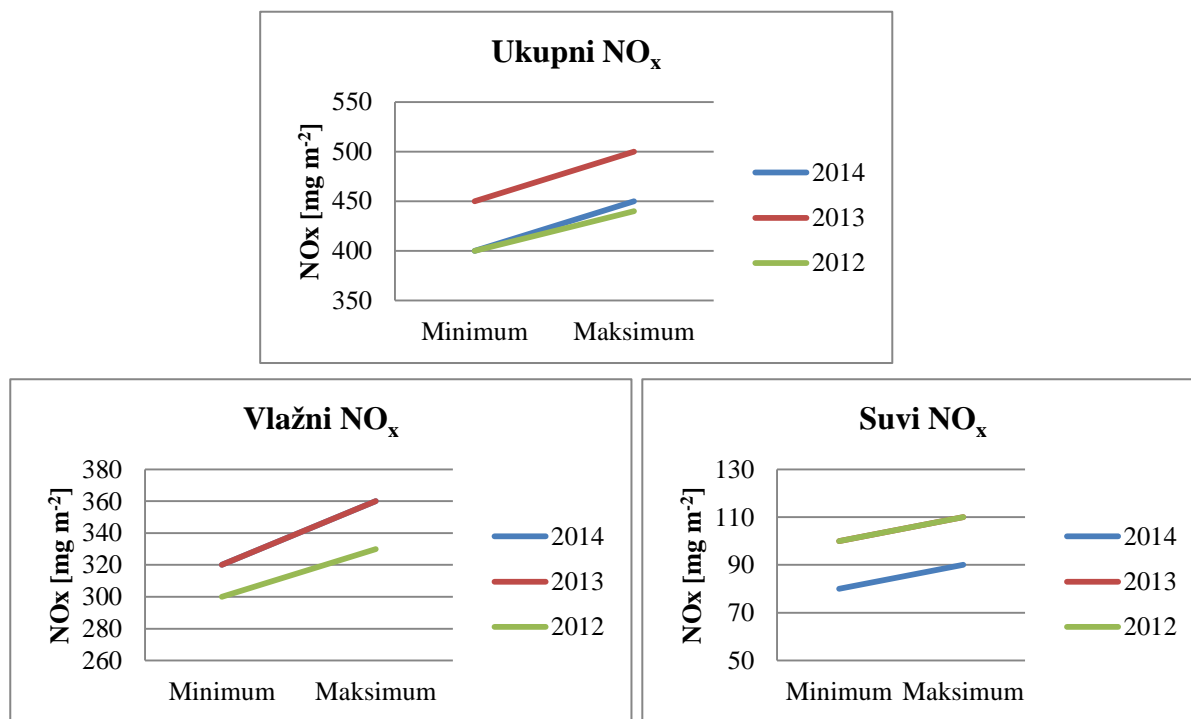 Ukupni NOx
NOx [mg m-2]
550
500
450
400
350
Minimum Maksimum
2014
2013
2012
Vlažni NOx
NOx [mg m-2]
380
360
340
320
300
280
260
Minimum Maksimum
2014
2013
2012
Suvi NOx
NOx [mg m-2]
130
110
90
70
50
Minimum Maksimum
2014
2013
2012